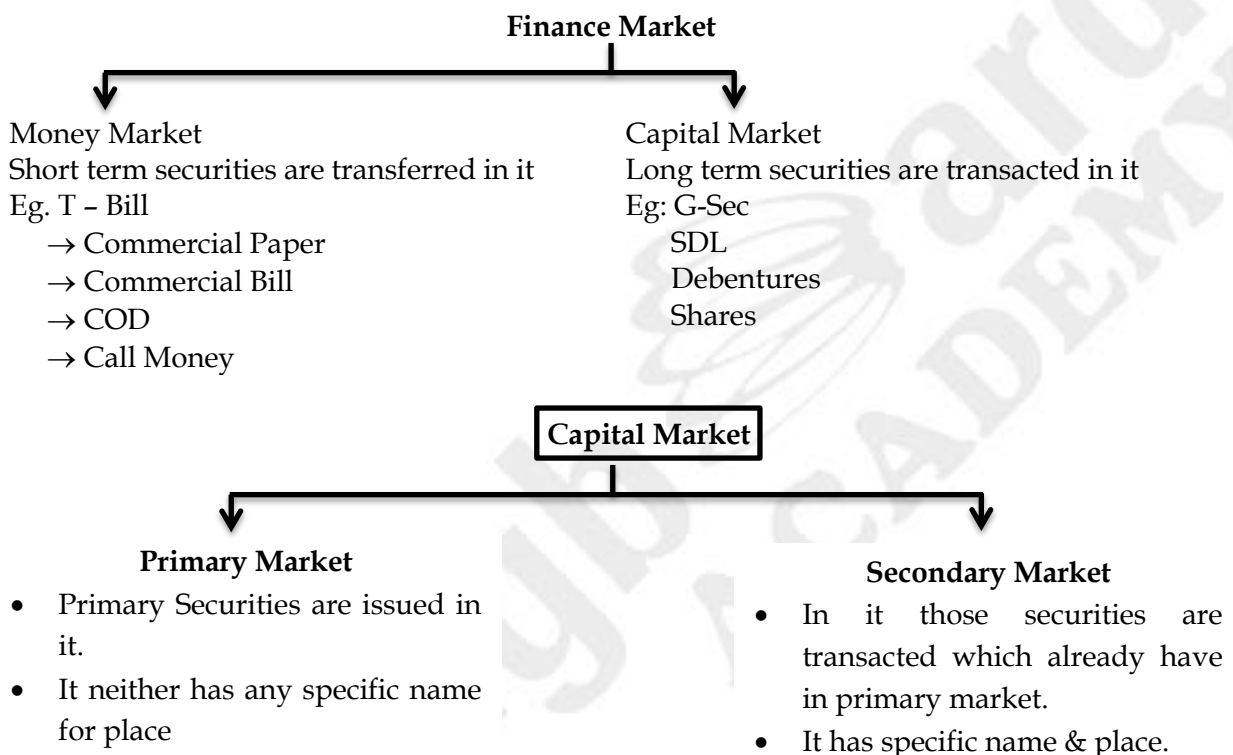 Finance Market
Money Market
Short term securities are transferred in it
Eg. T – Bill
→ Commercial Paper
→ Commercial Bill
→ COD
→ Call Money
Capital Market
Long term securities are transacted in it
Eg: G-Sec
SDL
Debentures
Shares
Capital Market
Primary Market
• Primary Securities are issued in
it.
• It neither has any specific name
for place
Secondary Market
• In it those securities are
transacted which already have
in primary market.
• It has specific name & place.
ACADEMY